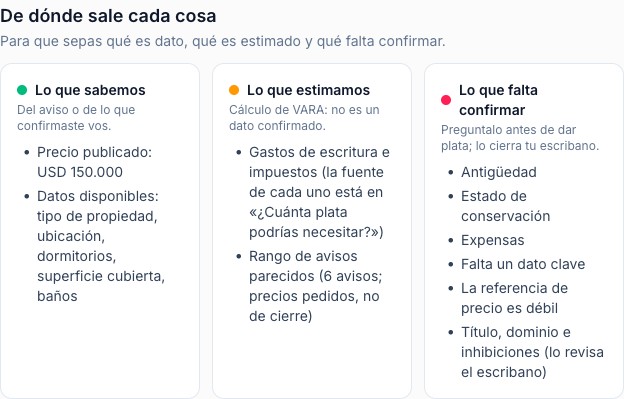 De dónde sale cada cosa
Para que sepas qué es dato, qué es estimado y qué falta confirmar.
Lo que sabemos
Del aviso o de lo que
confirmaste vos.
• Precio publicado:
USD 150.000
• Datos disponibles:
tipo de propiedad,
ubicación,
dormitorios,
superficie cubierta,
baños
Lo que estimamos
Cálculo de VARA: no es un
dato confirmado.
• Gastos de escritura e
impuestos (la fuente
de cada uno está en
«¿Cuánta plata
podrías necesitar?»)
• Rango de avisos
parecidos (6 avisos;
precios pedidos, no
de cierre)
Lo que falta
confirmar
Preguntalo antes de dar
plata; lo cierra tu escribano.
• Antigüedad
• Estado de
conservación
• Expensas
• Falta un dato clave
• La referencia de
precio es débil
• Título, dominio e
inhibiciones (lo revisa
el escribano)